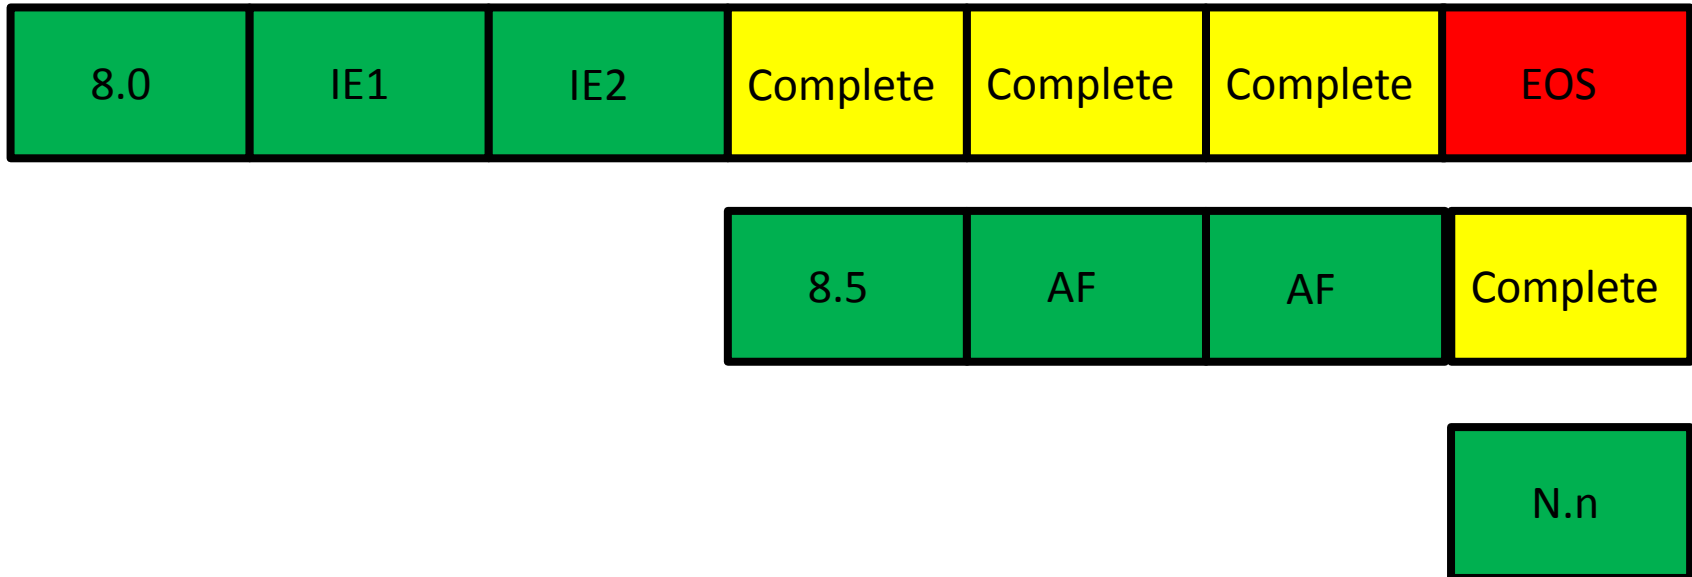 8.0 IE1 IE2 Complete Complete Complete EOS
8.5 AF AF Complete
N.n